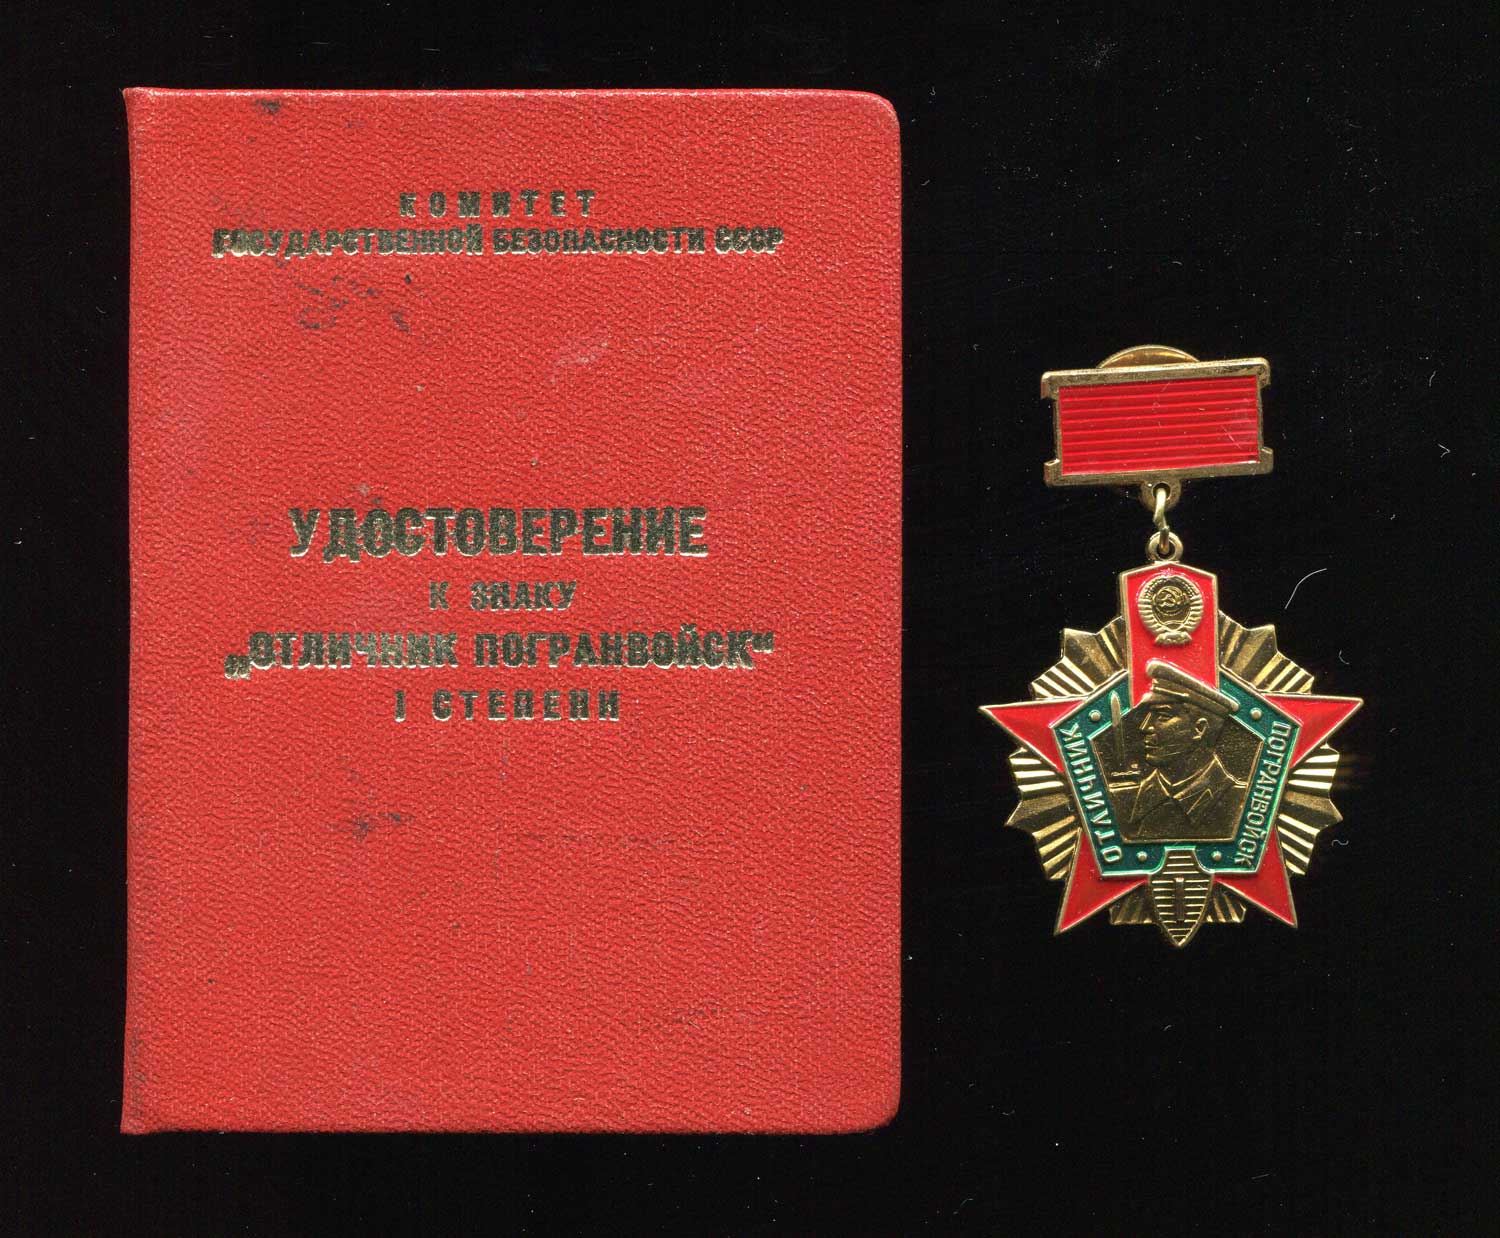 КОМИТЕТ
ГОСУДАРСТВЕННОЙ БЕЗОПАСНОСТИ СССР
УДОСТОВЕРЕНИЕ
К ЗНАКУ
„ОТЛИЧНИК ПОГРАНВОЙСК“
I СТЕПЕНИ
ОТЛИЧНИК
ПОГРАНВОЙСК
I